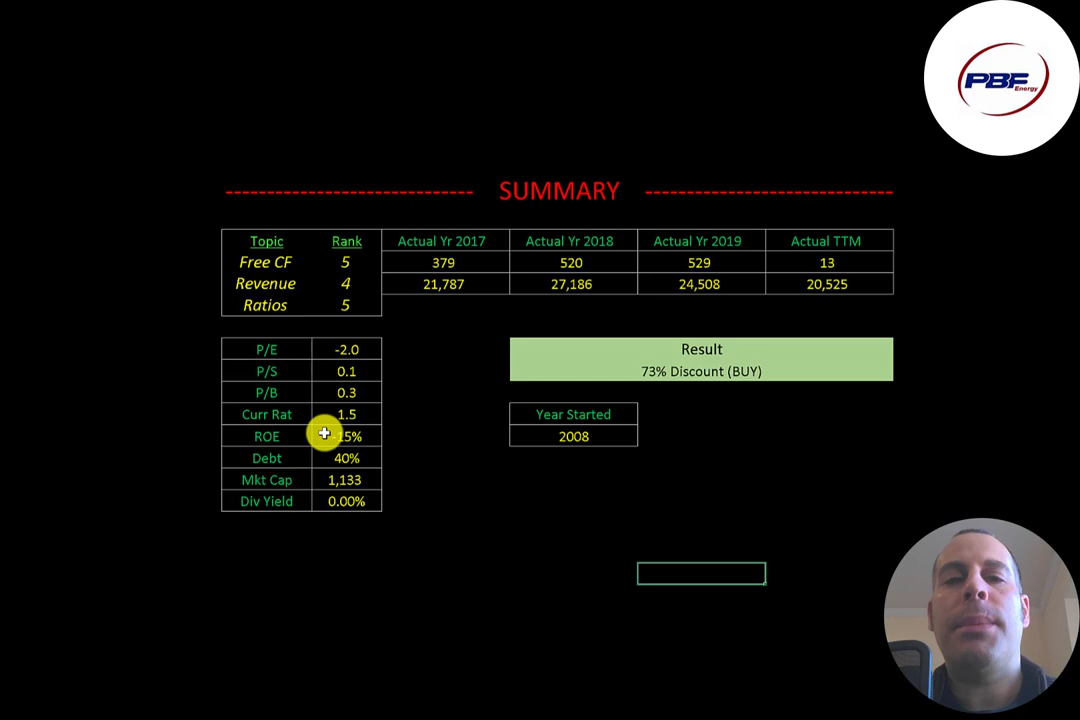 PBF
Energy
SUMMARY
Topic Rank Actual Yr 2017 Actual Yr 2018 Actual Yr 2019 Actual TTM
Free CF 5 379 520 529 13
Revenue 4 21,787 27,186 24,508 20,525
Ratios 5
P/E -2.0
P/S 0.1
P/B 0.3
Curr Rat 1.5
ROE -15%
Debt 40%
Mkt Cap 1,133
Div Yield 0.00%
Result
73% Discount (BUY)
Year Started
2008